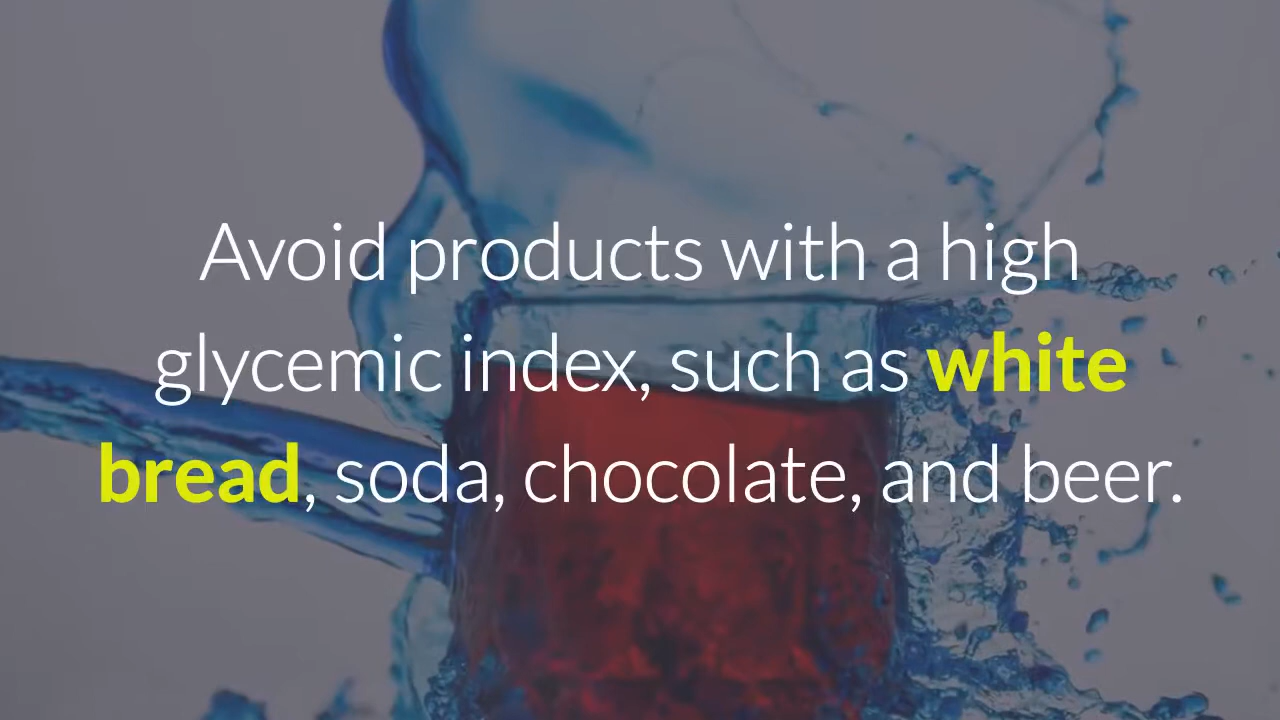 Avoid products with a high
glycemic index, such as white
bread, soda, chocolate, and beer.